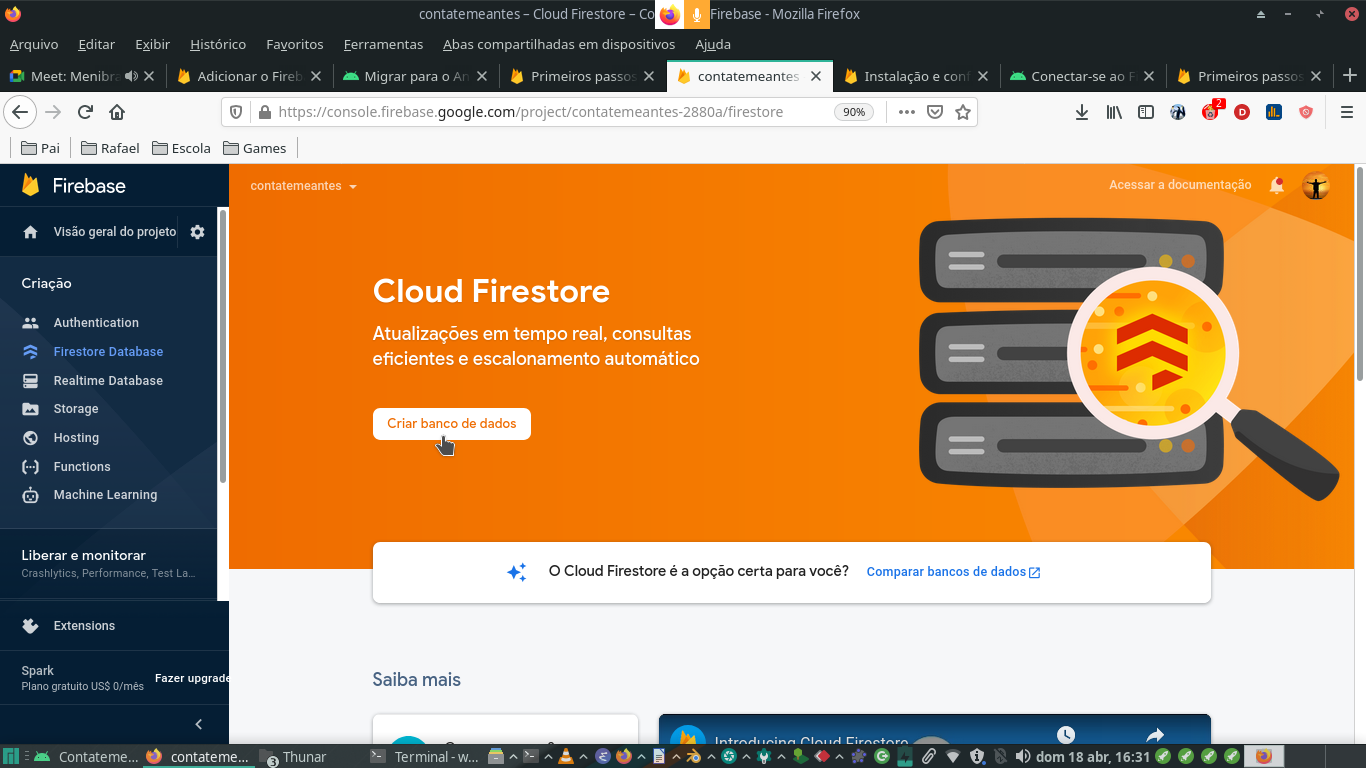 contatemeantes – Cloud Firestore – Co
Firebase - Mozilla Firefox
Arquivo Editar Exibir Histórico Favoritos Ferramentas Abas compartilhadas em dispositivos Ajuda
Meet: Menibra
Adicionar o Fireb
Migrar para o An
Primeiros passos
contatemeantes
Instalação e conf
Conectar-se ao F
Primeiros passos
https://console.firebase.google.com/project/contatemeantes-2880a/firestore
90%
2
D
Pai Rafael Escola Games
Firebase
contatemeantes
Acessar a documentação
Visão geral do projeto
Criação
Authentication
Firestore Database
Realtime Database
Storage
Hosting
Functions
Machine Learning
Liberar e monitorar
Crashlytics, Performance, Test La…
Extensions
Spark
Plano gratuito US$ 0/mês
Fazer upgrade
Cloud Firestore
Atualizações em tempo real, consultas
eficientes e escalonamento automático
Criar banco de dados
O Cloud Firestore é a opção certa para você?
Comparar bancos de dados
Saiba mais
Introducing Cloud Firestore
Contateme...
contateme...
3
Thunar
Terminal - w...
dom 18 abr, 16:31